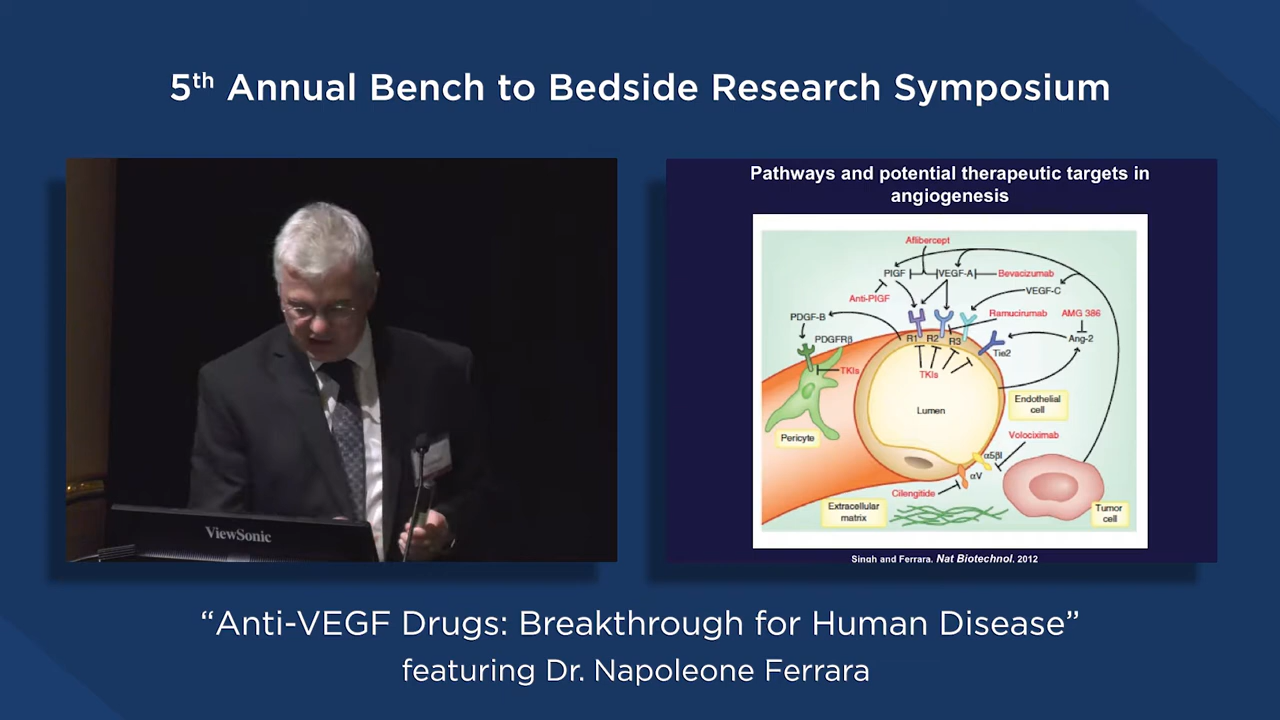 5th Annual Bench to Bedside Research Symposium
ViewSonic
Pathways and potential therapeutic targets in
angiogenesis
Aflibercept
PlGF
VEGF-A
Bevacizumab
Anti-PlGF
VEGF-C
PDGF-B
Ramucirumab
AMG 386
PDGFRβ
R1
R2
R3
Ang-2
Tie2
TKIs
TKIs
Lumen
Endothelial
cell
Pericyte
Volociximab
α5βI
αV
Cilengitide
Extracellular
matrix
Tumor
cell
Singh and Ferrara. Nat Biotechnol. 2012
“Anti-VEGF Drugs: Breakthrough for Human Disease”
featuring Dr. Napoleone Ferrara